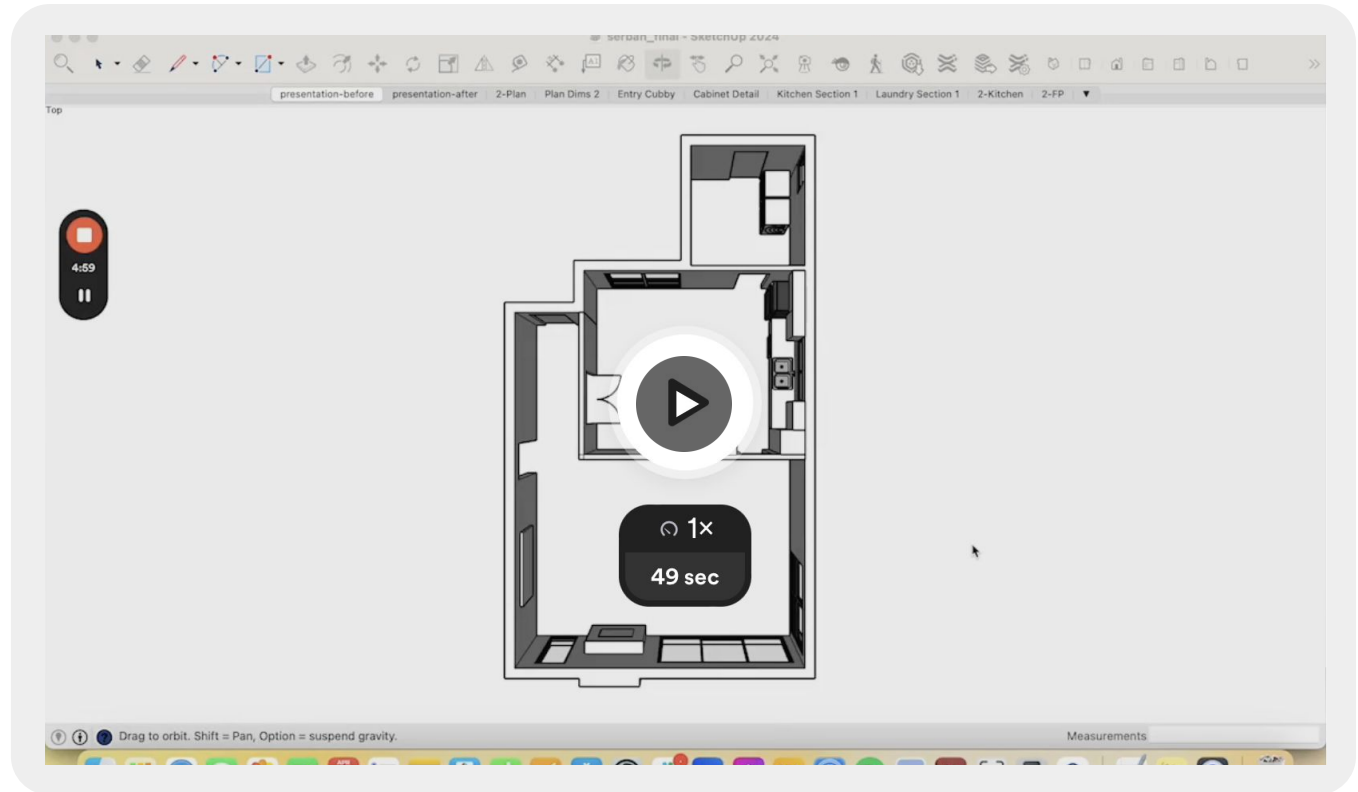 serban_final - SketchUp 2024
presentation-before presentation-after 2-Plan Plan Dims 2 Entry Cubby Cabinet Detail Kitchen Section 1 Laundry Section 1 2-Kitchen 2-FP
Top
4:59
1×
49 sec
Drag to orbit. Shift = Pan, Option = suspend gravity.
Measurements
APR